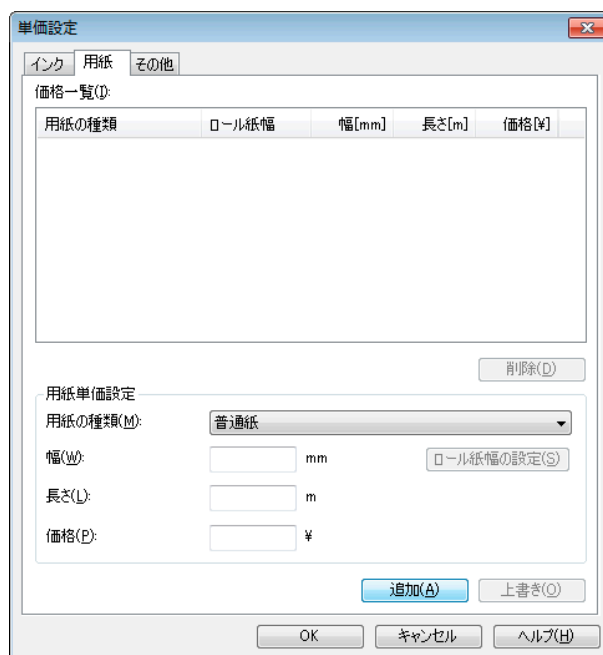 単価設定
インク 用紙 その他
価格一覧(I):
用紙の種類 ロール紙幅 幅[mm] 長さ[m] 価格[¥]
削除(D)
用紙単価設定
用紙の種類(M): 普通紙
幅(W): mm ロール紙幅の設定(S)
長さ(L): m
価格(P): ¥
追加(A) 上書き(O)
OK キャンセル ヘルプ(H)